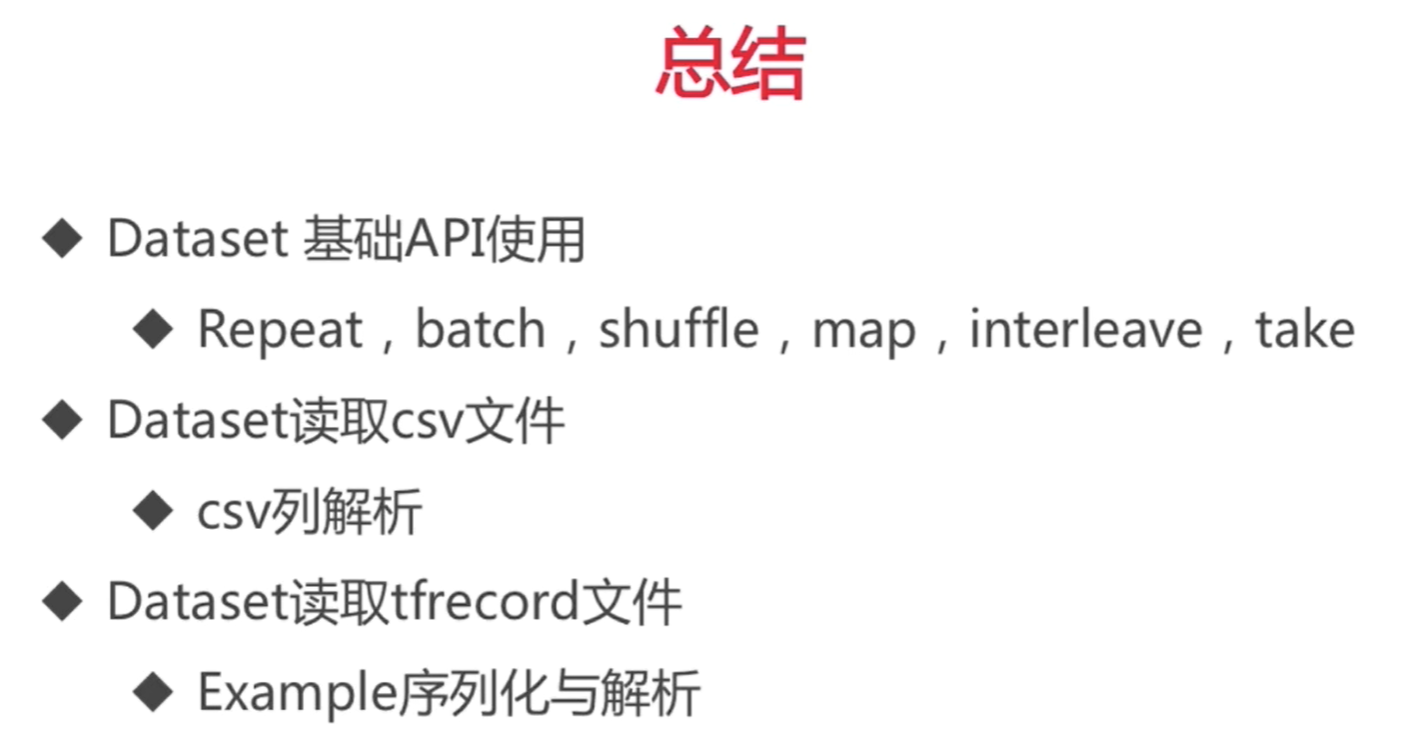 总结
◆ Dataset 基础API使用
◆ Repeat，batch，shuffle，map，interleave，take
◆ Dataset读取csv文件
◆ csv列解析
◆ Dataset读取tfrecord文件
◆ Example序列化与解析